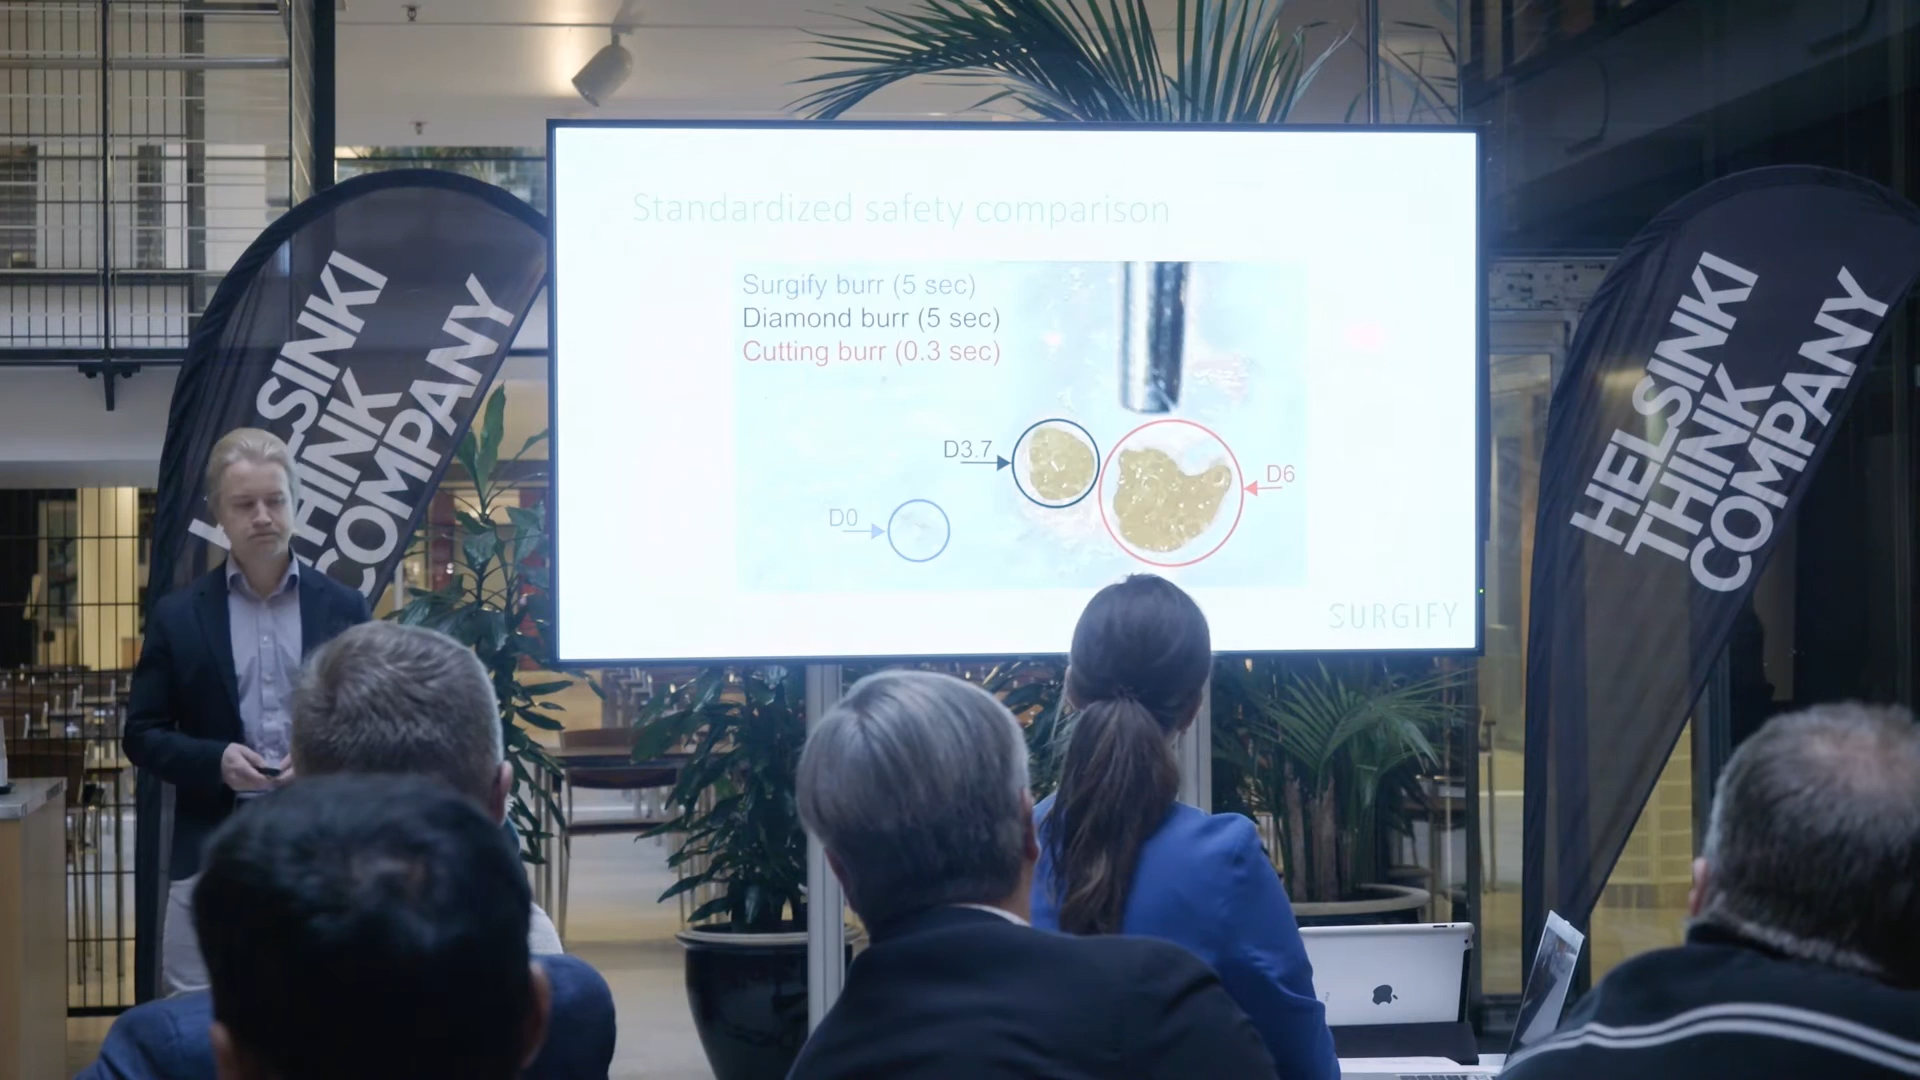 HELSINKI
THINK
COMPANY
Standardized safety comparison
Surgify burr (5 sec)
Diamond burr (5 sec)
Cutting burr (0.3 sec)
D3.7
D6
D0
SURGIFY
HELSINKI
THINK
COMPANY